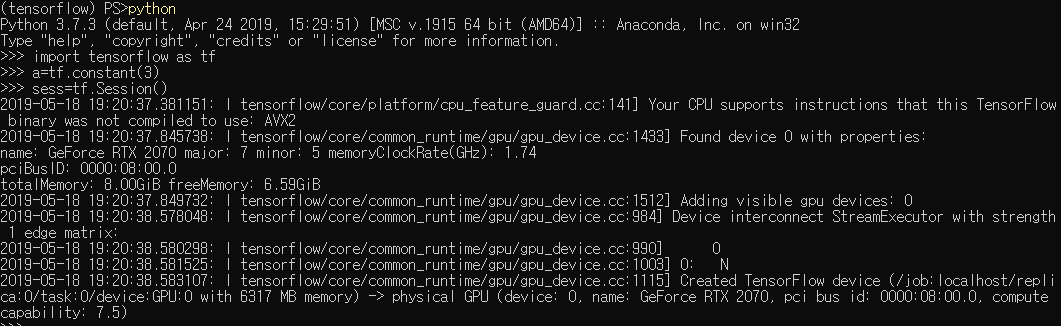 (tensorflow) PS>python
Python 3.7.3 (default, Apr 24 2019, 15:29:51) [MSC v.1915 64 bit (AMD64)] :: Anaconda, Inc. on win32
Type "help", "copyright", "credits" or "license" for more information.
>>> import tensorflow as tf
>>> a=tf.constant(3)
>>> sess=tf.Session()
2019-05-18 19:20:37.381151: I tensorflow/core/platform/cpu_feature_guard.cc:141] Your CPU supports instructions that this TensorFlow
 binary was not compiled to use: AVX2
2019-05-18 19:20:37.845738: I tensorflow/core/common_runtime/gpu/gpu_device.cc:1433] Found device 0 with properties:
name: GeForce RTX 2070 major: 7 minor: 5 memoryClockRate(GHz): 1.74
pciBusID: 0000:08:00.0
totalMemory: 8.00GiB freeMemory: 6.59GiB
2019-05-18 19:20:37.849732: I tensorflow/core/common_runtime/gpu/gpu_device.cc:1512] Adding visible gpu devices: 0
2019-05-18 19:20:38.578048: I tensorflow/core/common_runtime/gpu/gpu_device.cc:984] Device interconnect StreamExecutor with strength
 1 edge matrix:
2019-05-18 19:20:38.580298: I tensorflow/core/common_runtime/gpu/gpu_device.cc:990]      0
2019-05-18 19:20:38.581525: I tensorflow/core/common_runtime/gpu/gpu_device.cc:1003] 0:   N
2019-05-18 19:20:38.583107: I tensorflow/core/common_runtime/gpu/gpu_device.cc:1115] Created TensorFlow device (/job:localhost/repli
ca:0/task:0/device:GPU:0 with 6317 MB memory) -> physical GPU (device: 0, name: GeForce RTX 2070, pci bus id: 0000:08:00.0, compute
capability: 7.5)
>>>